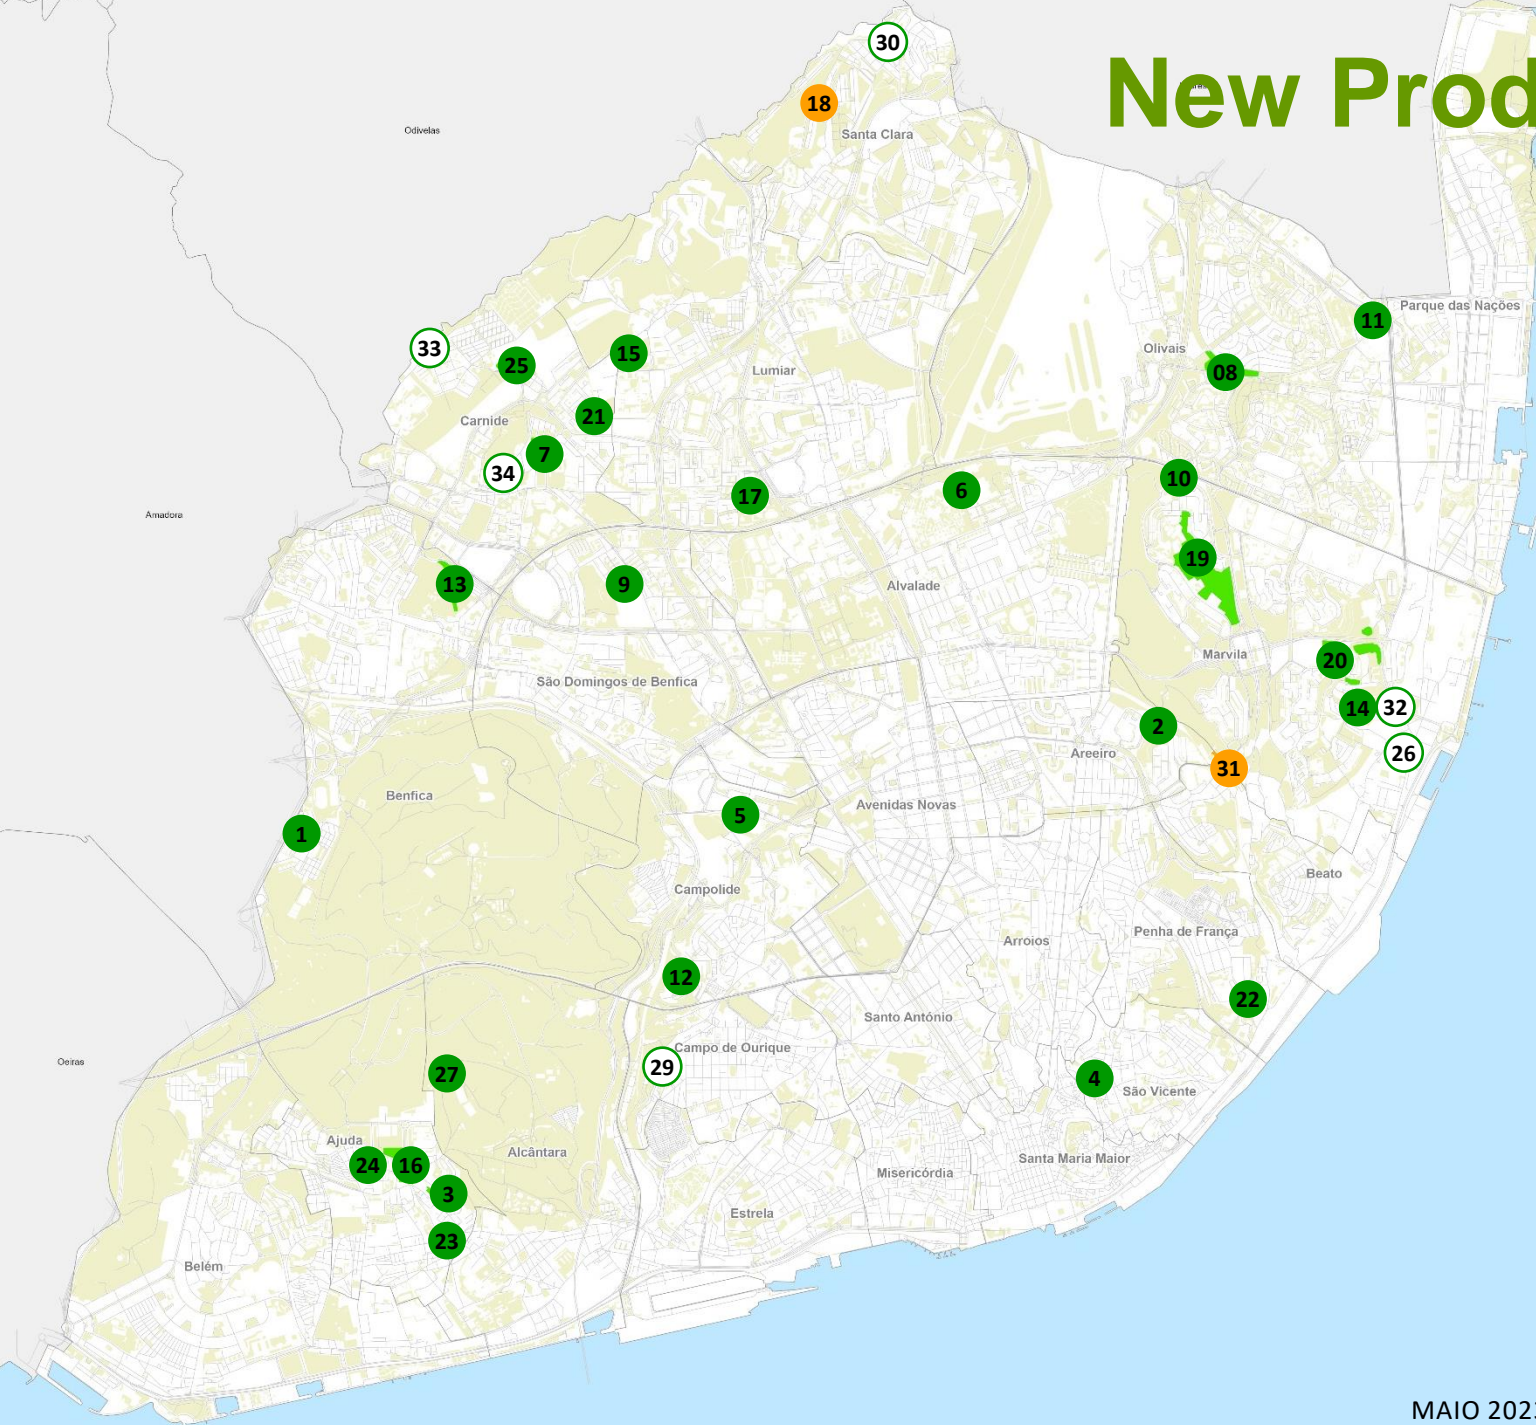 30
New Prod
18
Odivelas
Santa Clara
Parque das Nações
11
33
Olivais
15
25
Lumiar
08
21
Carnide
7
34
10
6
17
Amadora
19
13
9
Alvalade
Marvila
20
São Domingos de Benfica
14
32
2
26
Areeiro
31
Benfica
Avenidas Novas
5
1
Beato
Campolide
Penha de França
Arroios
12
22
Santo António
Campo de Ourique
Oeiras
29
27
4
São Vicente
Ajuda
Alcântara
Santa Maria Maior
24
16
Misericórdia
3
Estrela
23
Belém
MAIO 202